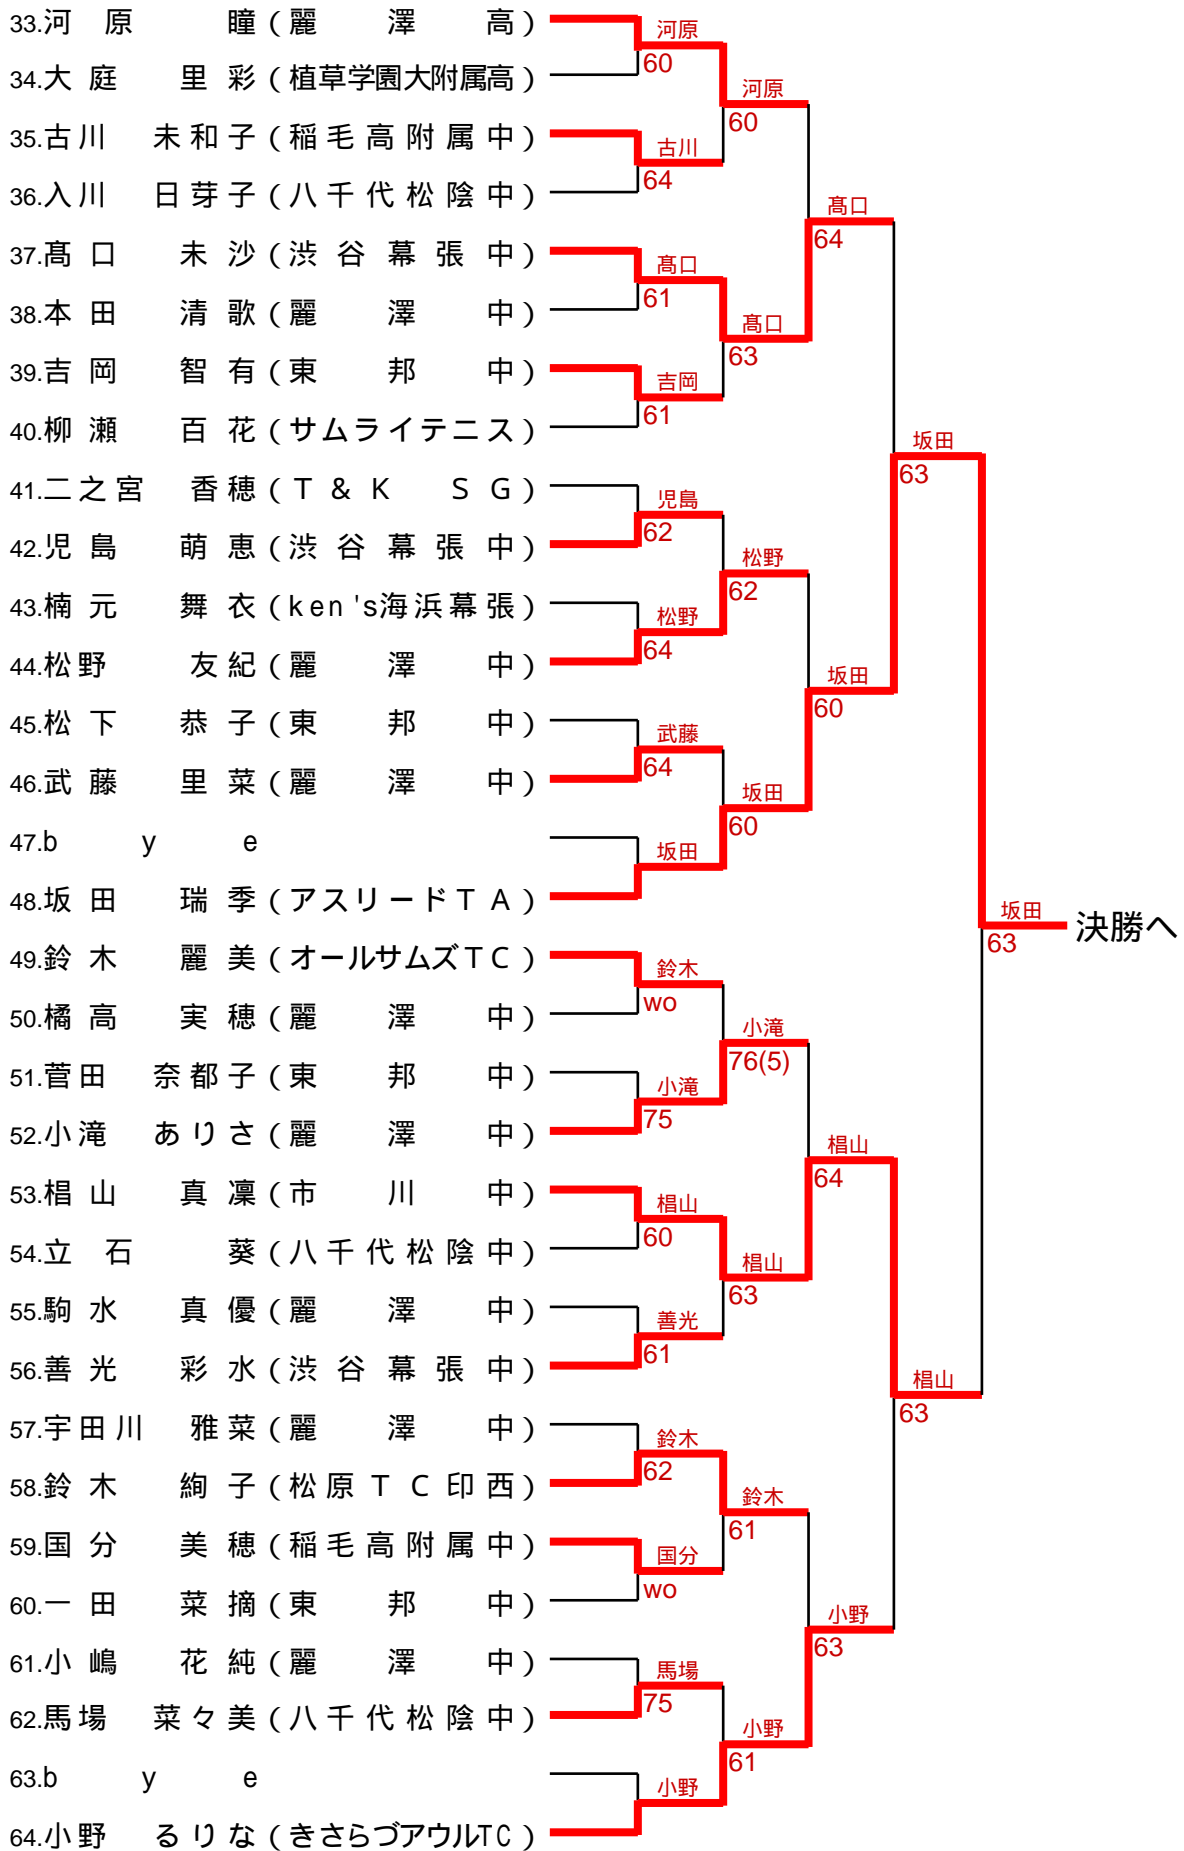 33.河原 瞳(麗澤高)
河原
60
34.大庭 里彩(植草学園大附属高)
河原
60
35.古川 未和子(稲毛高附属中)
古川
64
36.入川 日芽子(八千代松陰中)
髙口
64
37.髙口 未沙(渋谷幕張中)
髙口
61
38.本田 清歌(麗澤中)
髙口
63
39.吉岡 智有(東邦中)
吉岡
61
40.柳瀬 百花(サムライテニス)
坂田
63
41.二之宮 香穂(T&K SG)
児島
62
42.児島 萌恵(渋谷幕張中)
松野
62
43.楠元 舞衣(ken's海浜幕張)
松野
64
44.松野 友紀(麗澤中)
坂田
60
45.松下 恭子(東邦中)
武藤
64
46.武藤 里菜(麗澤中)
坂田
60
47.bye
坂田
48.坂田 瑞季(アスリードTA)
坂田
63
決勝へ
49.鈴木 麗美(オールサムズTC)
鈴木
wo
50.橘高 実穂(麗澤中)
小滝
76(5)
51.菅田 奈都子(東邦中)
小滝
75
52.小滝 ありさ(麗澤中)
椙山
64
53.椙山 真凜(市川中)
椙山
60
54.立石 葵(八千代松陰中)
椙山
63
55.駒水 真優(麗澤中)
善光
61
56.善光 彩水(渋谷幕張中)
椙山
63
57.宇田川 雅菜(麗澤中)
鈴木
62
58.鈴木 絢子(松原TC印西)
鈴木
61
59.国分 美穂(稲毛高附属中)
国分
wo
60.一田 菜摘(東邦中)
小野
63
61.小嶋 花純(麗澤中)
馬場
75
62.馬場 菜々美(八千代松陰中)
小野
61
63.bye
小野
64.小野 るりな(きさらづアウルTC)